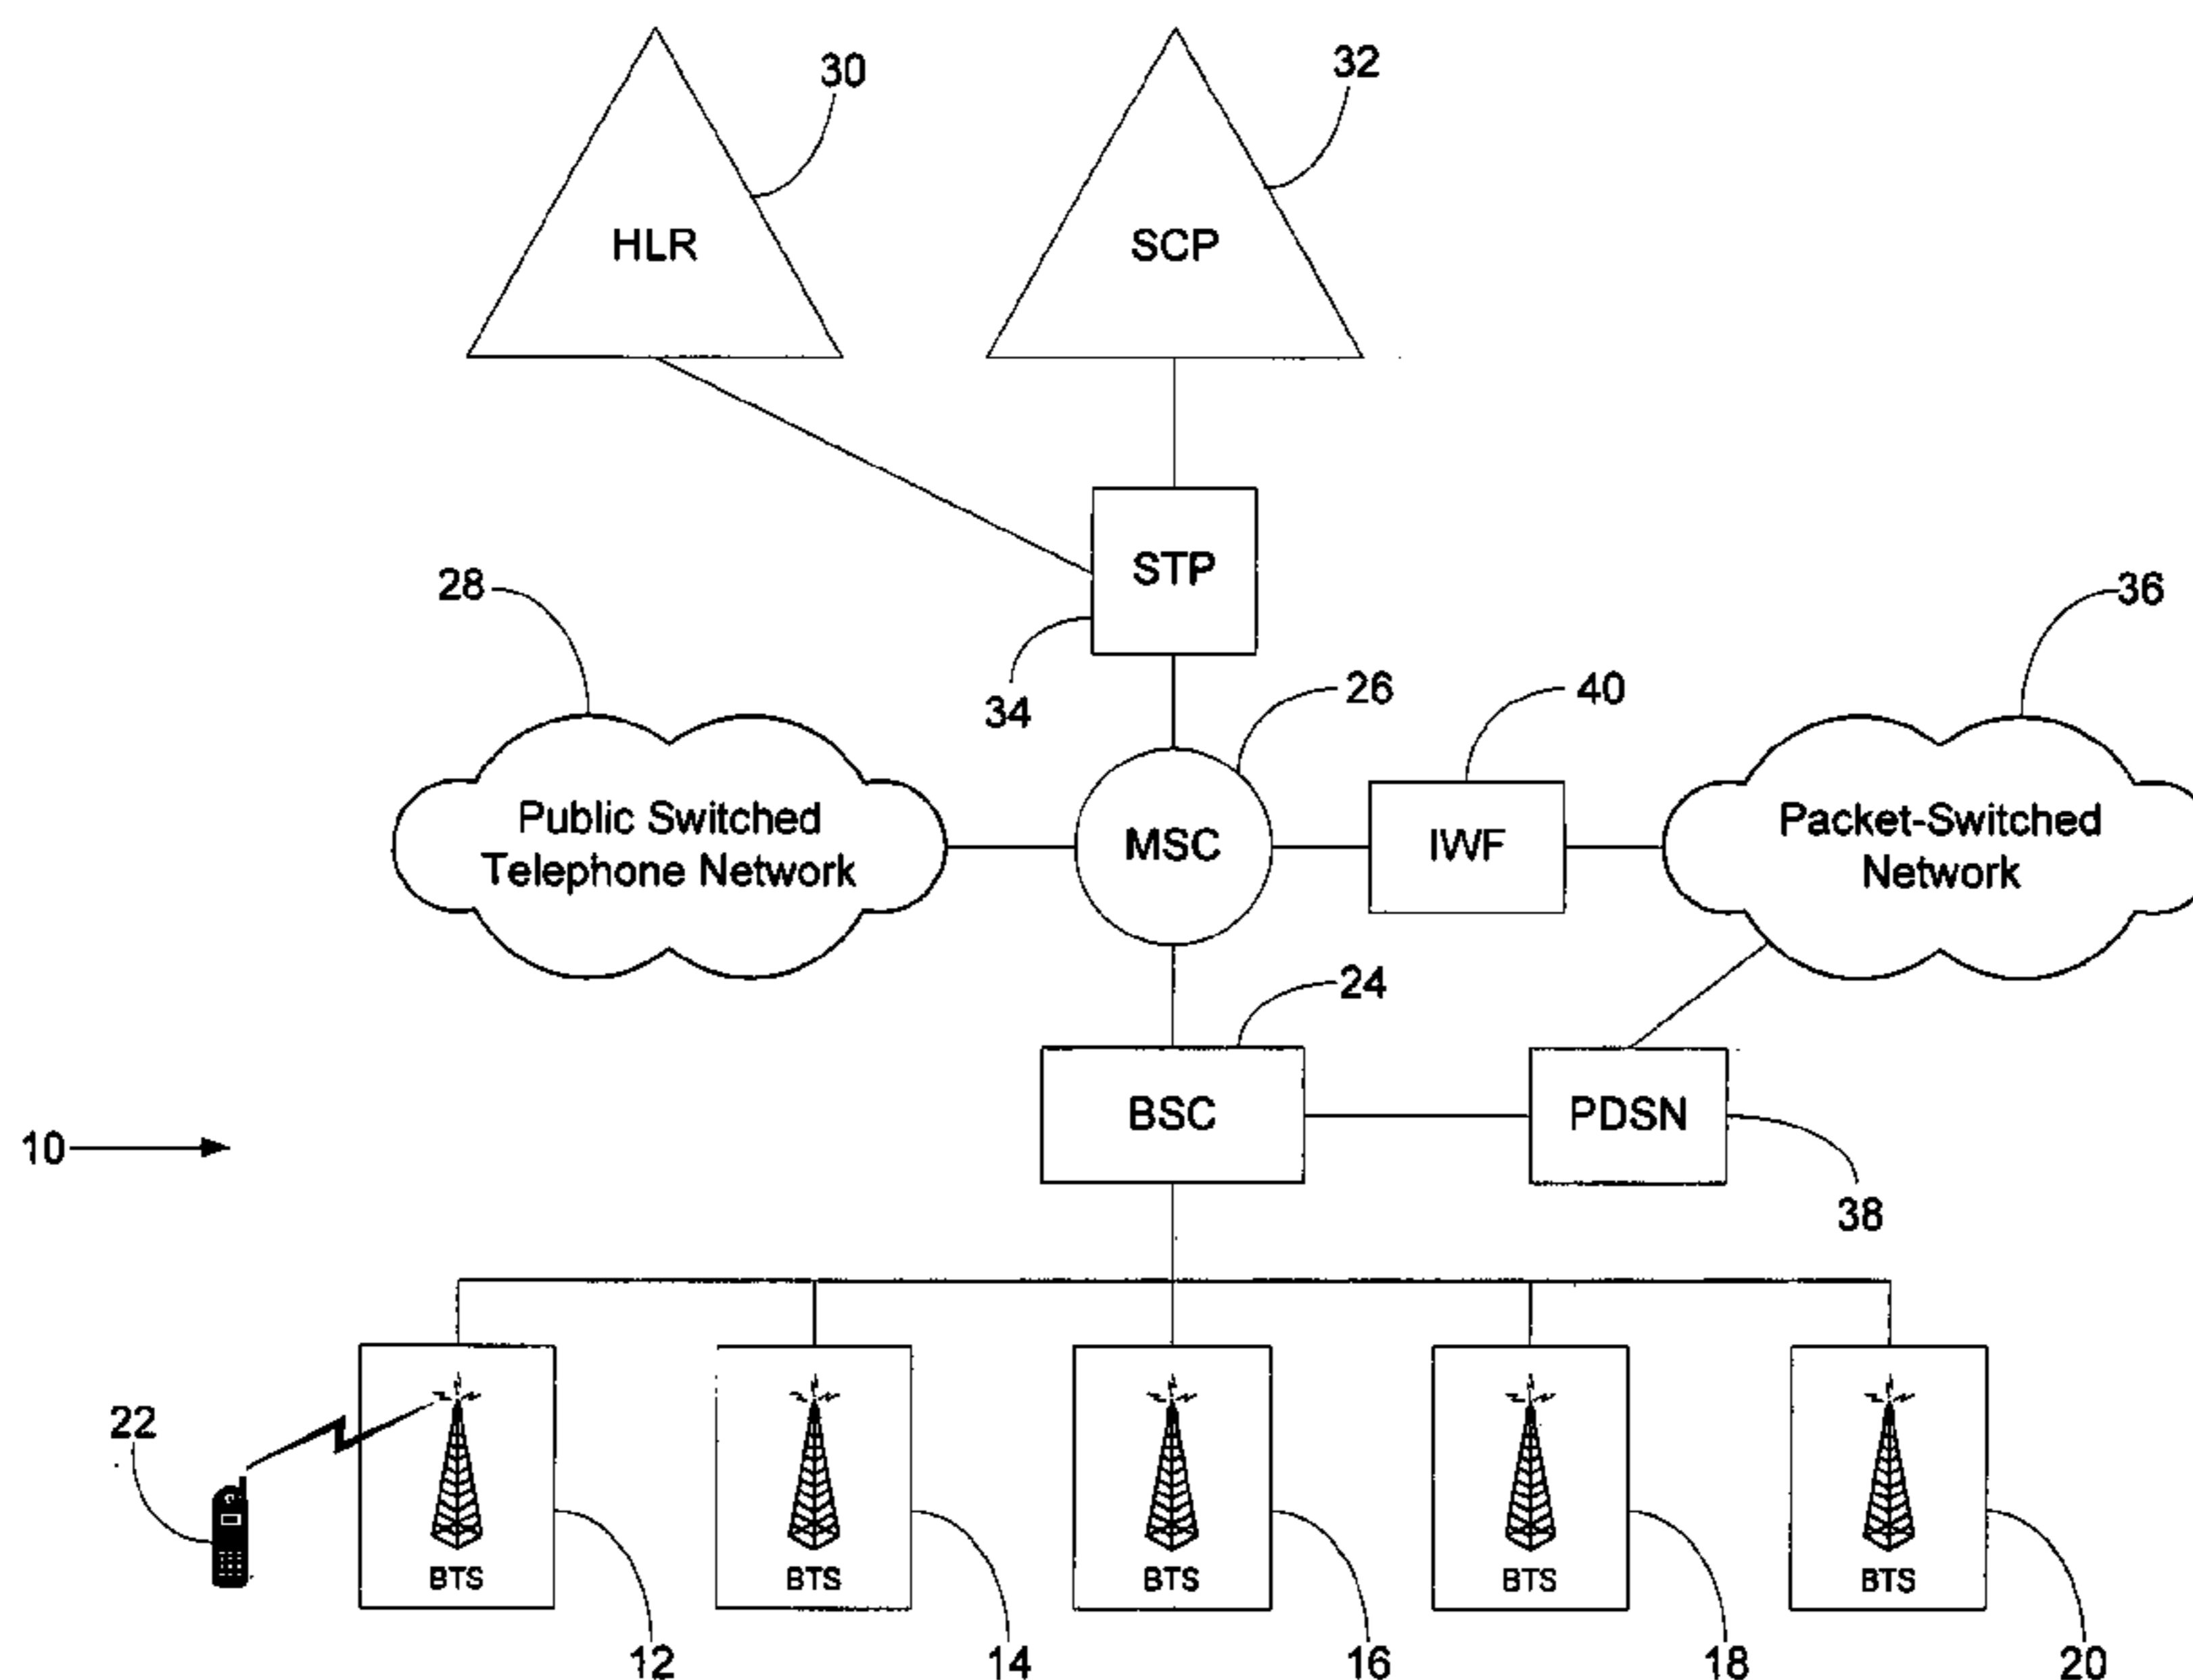 30
32
HLR
SCP
STP
28
36
34
26
40
Public Switched
Telephone Network
MSC
IWF
Packet-Switched
Network
24
BSC
PDSN
10
38
22
BTS
BTS
BTS
BTS
BTS
12
14
16
18
20